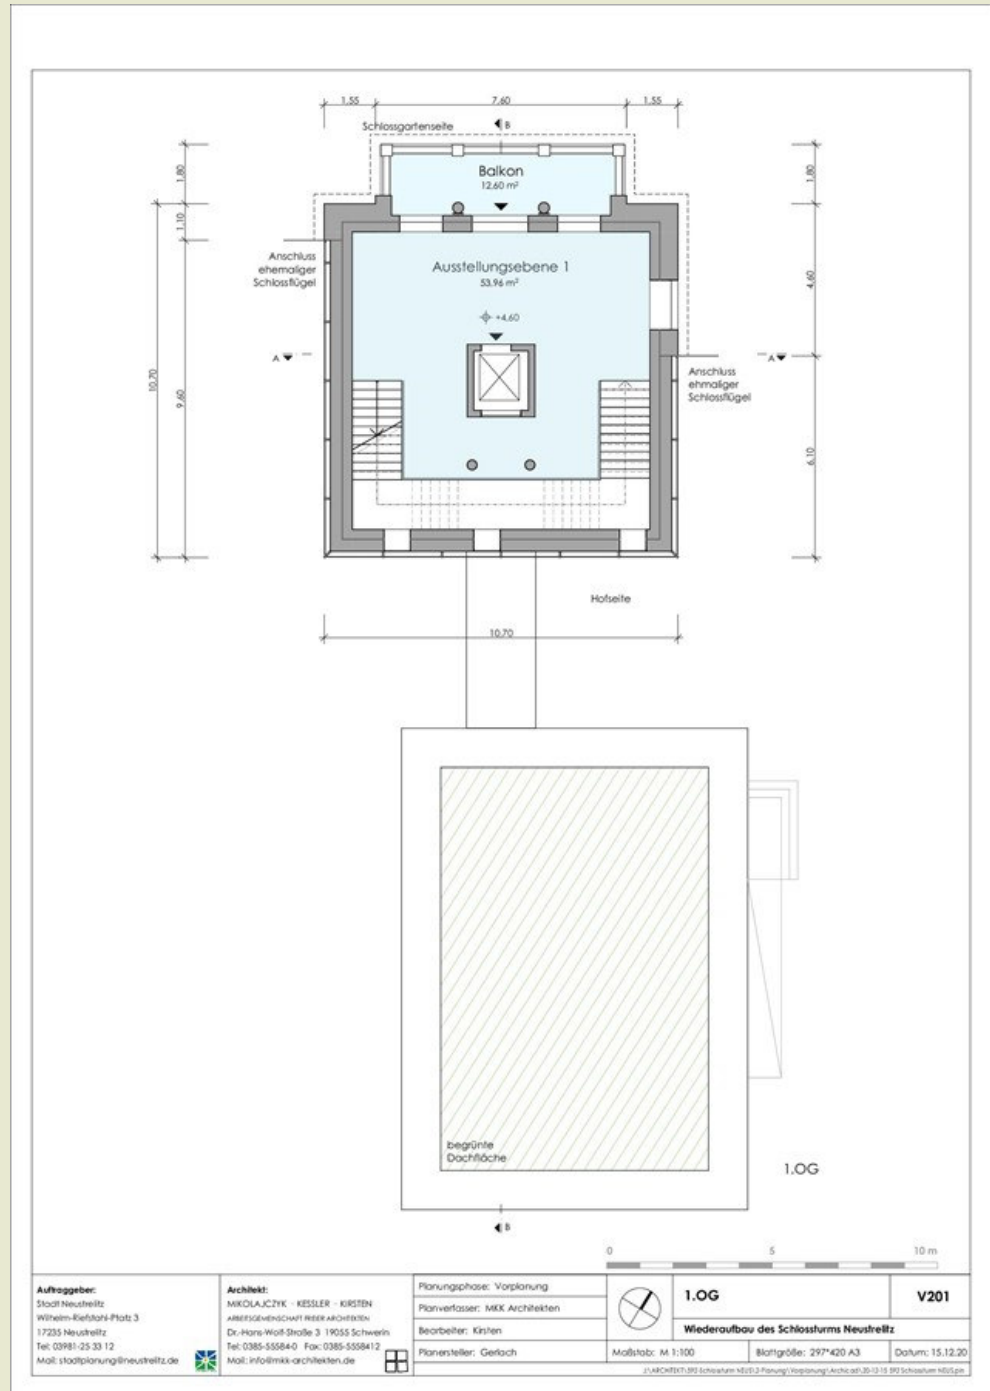 1,55
7,60
1,55
Schlossgartenseite
B
1,80
1,80
Balkon
12,60 m²
1,10
Anschluss
ehemaliger
Schlossflügel
Ausstellungsebene 1
53,96 m²
4,60
+4,60
A
A
10,70
9,60
Anschluss
ehmaliger
Schlossflügel
6,10
Hofseite
10,70
begrünte
Dachfläche
1.OG
B
0
5
10 m
Auftraggeber:
Stadt Neustrelitz
Wilhelm-Riefstahl-Platz 3
17235 Neustrelitz
Tel: 03981-25 33 12
Mail: stadtplanung@neustrelitz.de
Architekt:
MIKOLAJCZYK - KESSLER - KIRSTEN
ARBEITSGEMEINSCHAFT FREIER ARCHITEKTEN
Dr.-Hans-Wolf-Straße 3 19055 Schwerin
Tel: 0385-555840 Fax: 0385-5558412
Mail: info@mkk-architekten.de
Planungsphase: Vorplanung
Planverfasser: MKK Architekten
Bearbeiter: Kirsten
Planersteller: Gerlach
1.OG
V201
Wiederaufbau des Schlossturms Neustrelitz
Maßstab: M 1:100
Blattgröße: 297*420 A3
Datum: 15.12.20